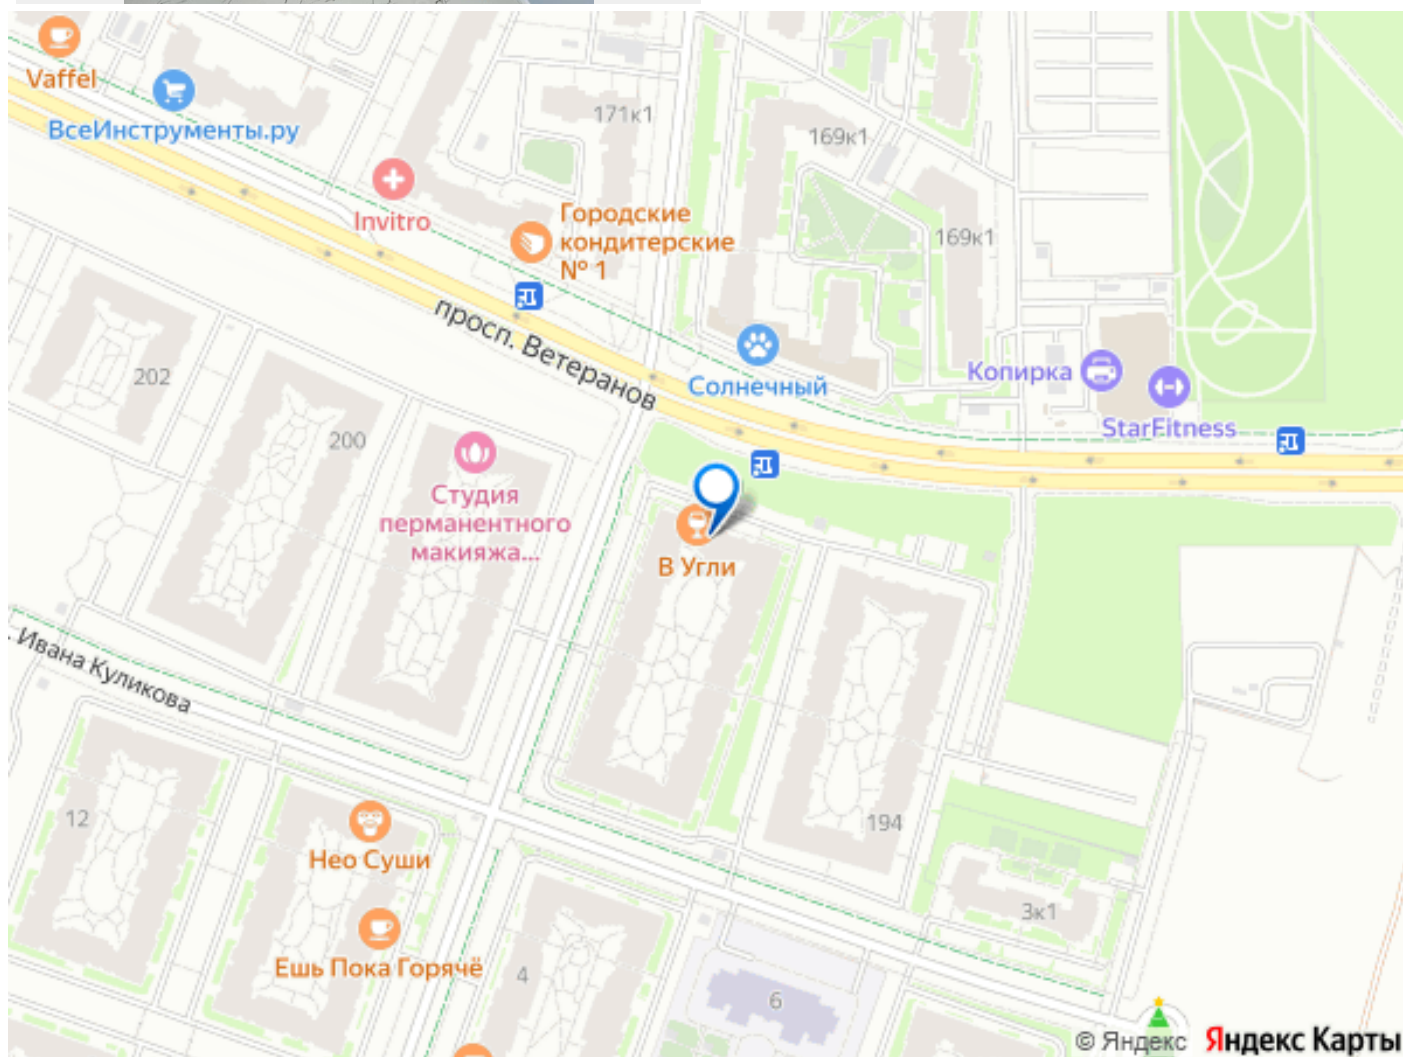 Vaffel
ВсеИнструменты.ру
171к1
169к1
Invitro
Городские
кондитерские
№ 1
169к1
просп. Ветеранов
202
Солнечный
Копирка
StarFitness
200
Студия
перманентного
макияжа...
В Угли
. Ивана Куликова
12
194
Нео Суши
3к1
Ешь Пока Горячё
4
6
© Яндекс Яндекс Карты